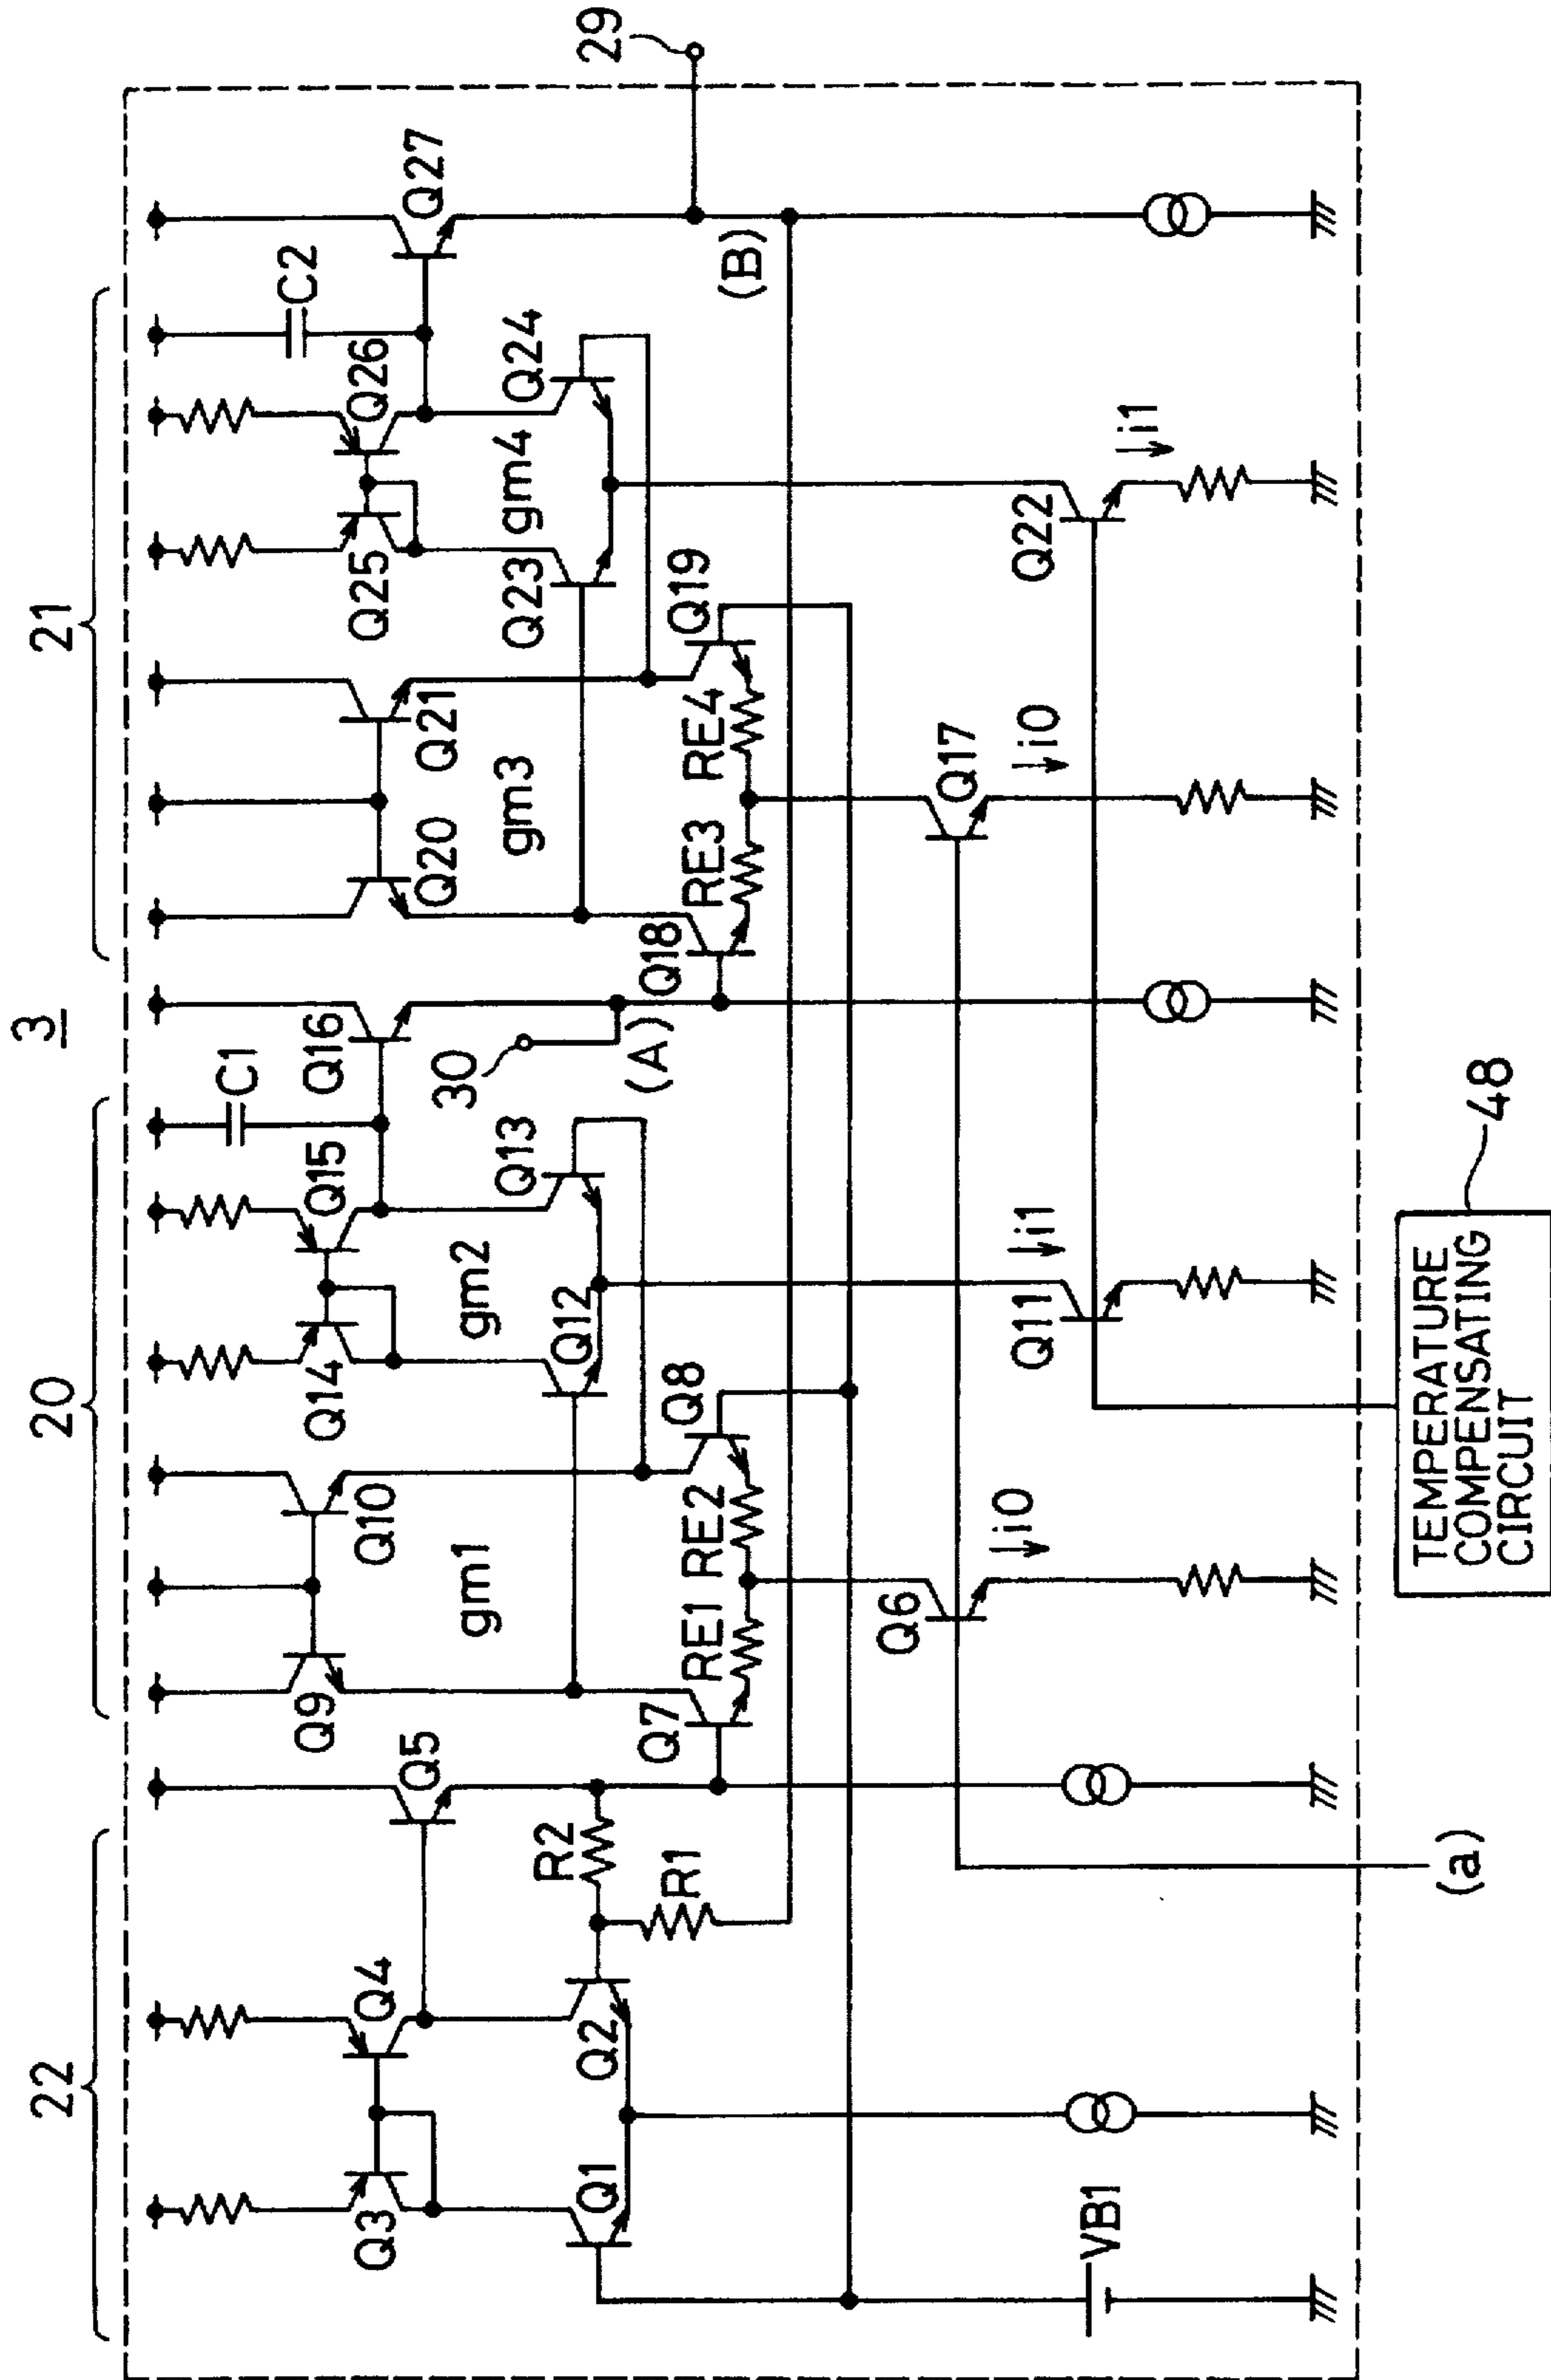 3
22
20
21
Q3
Q4
Q5
Q1
Q2
R2
R1
VB1
Q9
Q10
gm1
Q7
RE1
RE2
Q8
Q6
i0
Q14
Q15
C1
Q16
gm2
Q12
Q13
30
(A)
Q11
i1
Q20
Q21
gm3
Q18
RE3
RE4
Q19
Q17
i0
Q25
Q26
C2
Q27
gm4
Q23
Q24
Q22
i1
(B)
29
(a)
TEMPERATURE
COMPENSATING
CIRCUIT
48